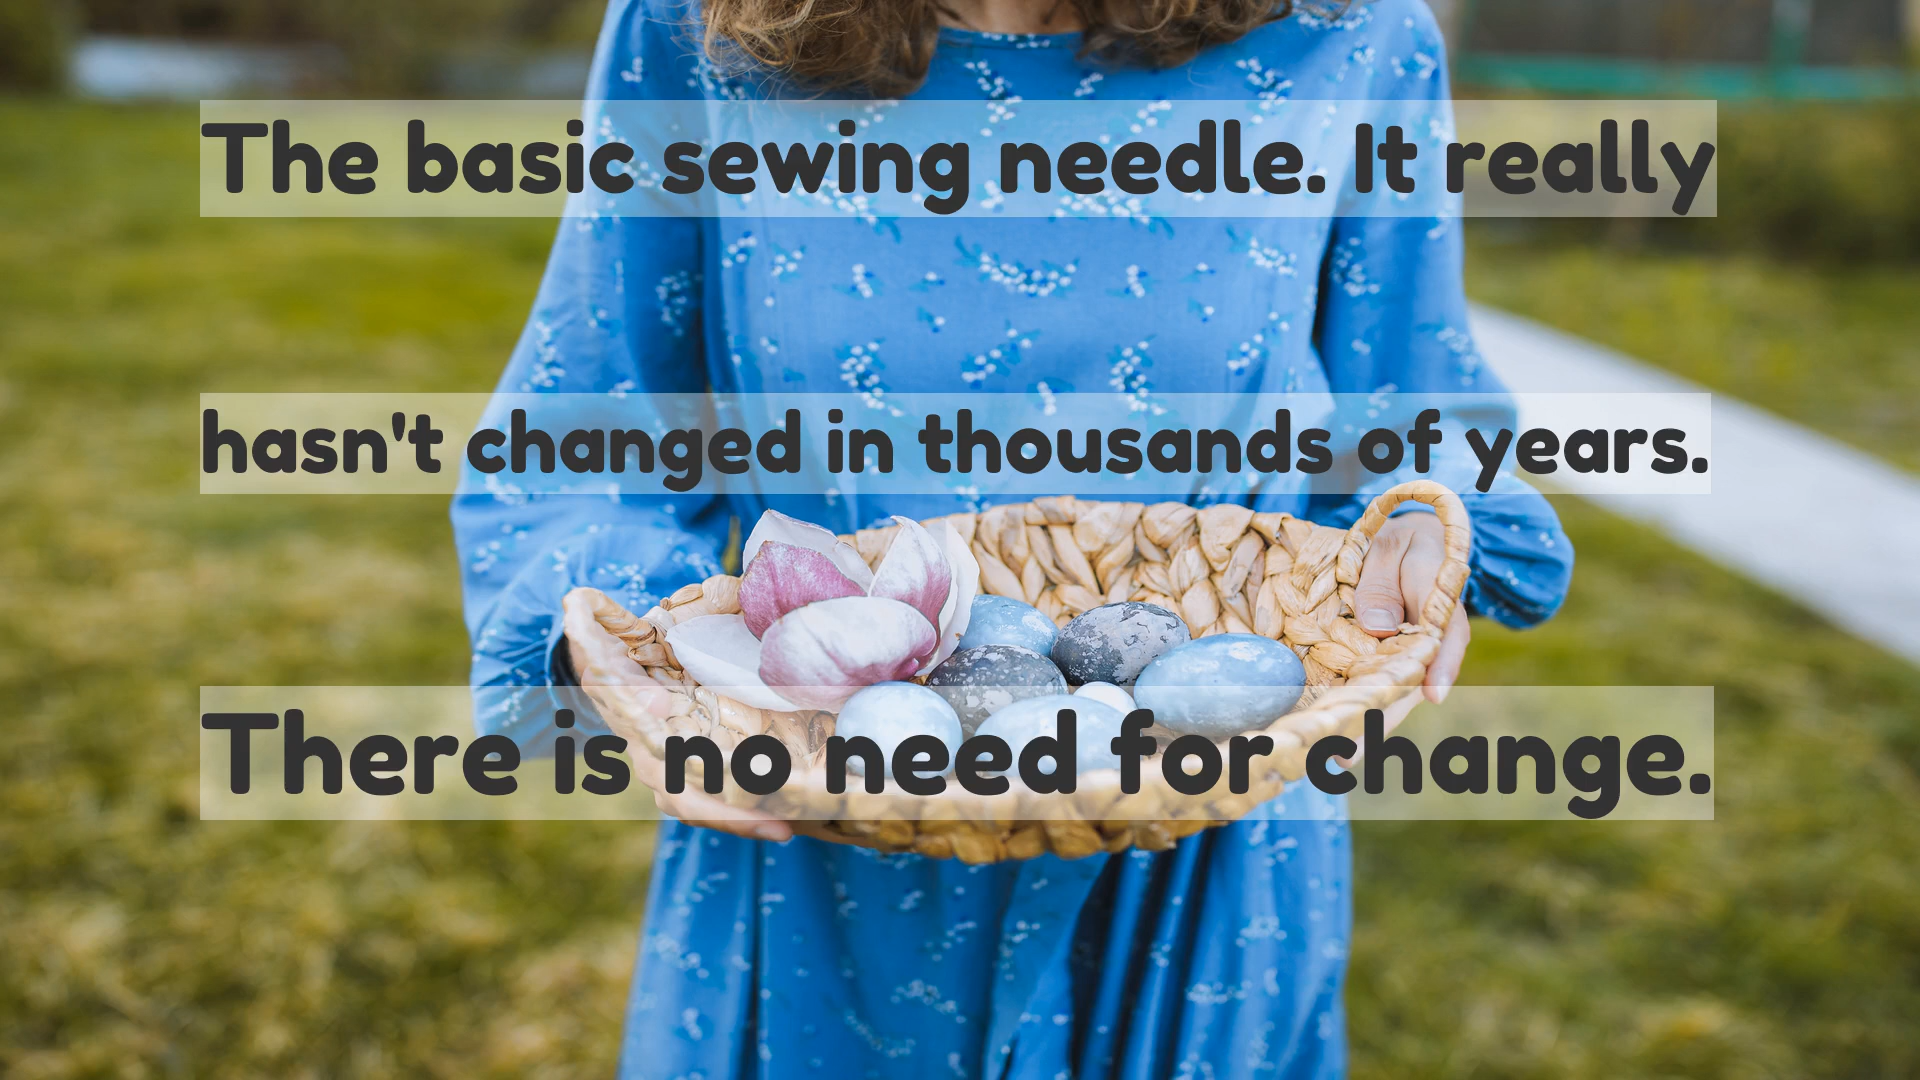 The basic sewing needle. It really
hasn't changed in thousands of years.
There is no need for change.